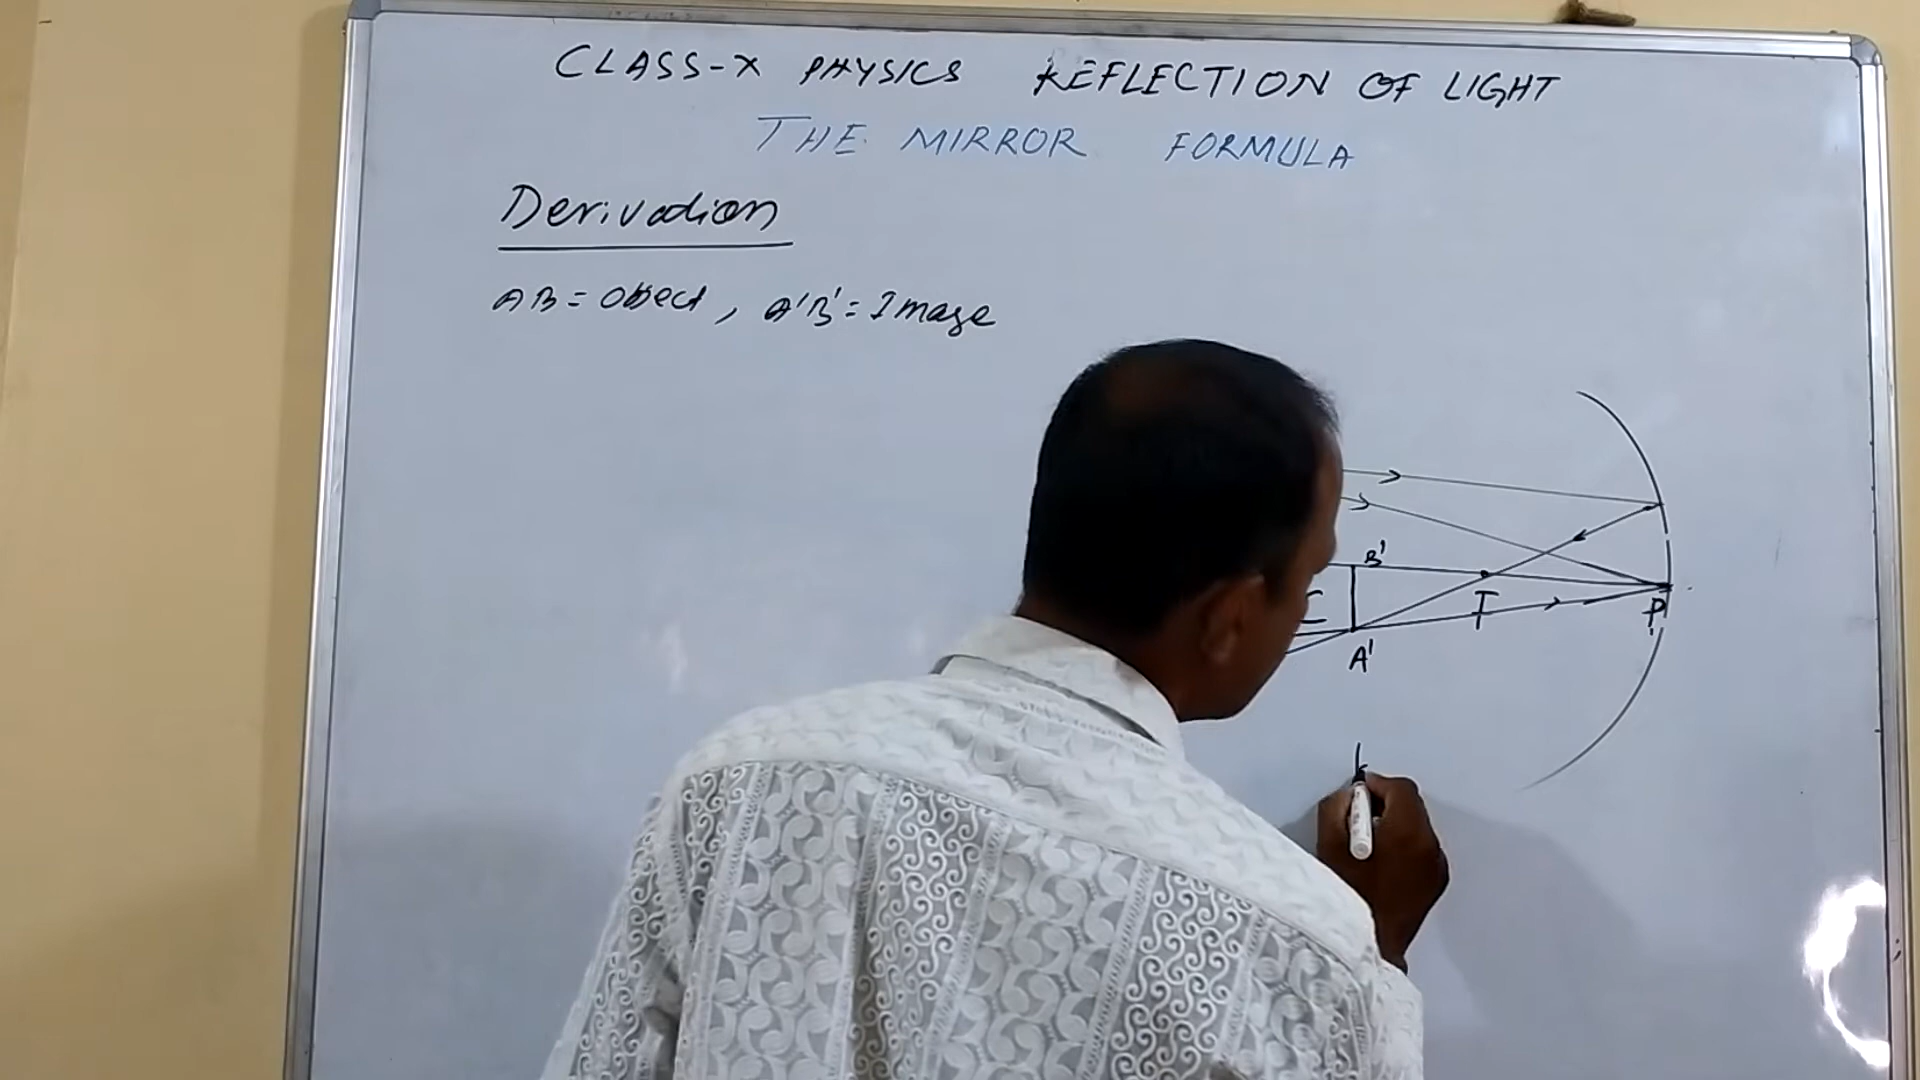 CLASS-X PHYSICS REFLECTION OF LIGHT
THE MIRROR FORMULA
Derivation
AB = Object, A'B' = Image
B'
C
F
P
A'